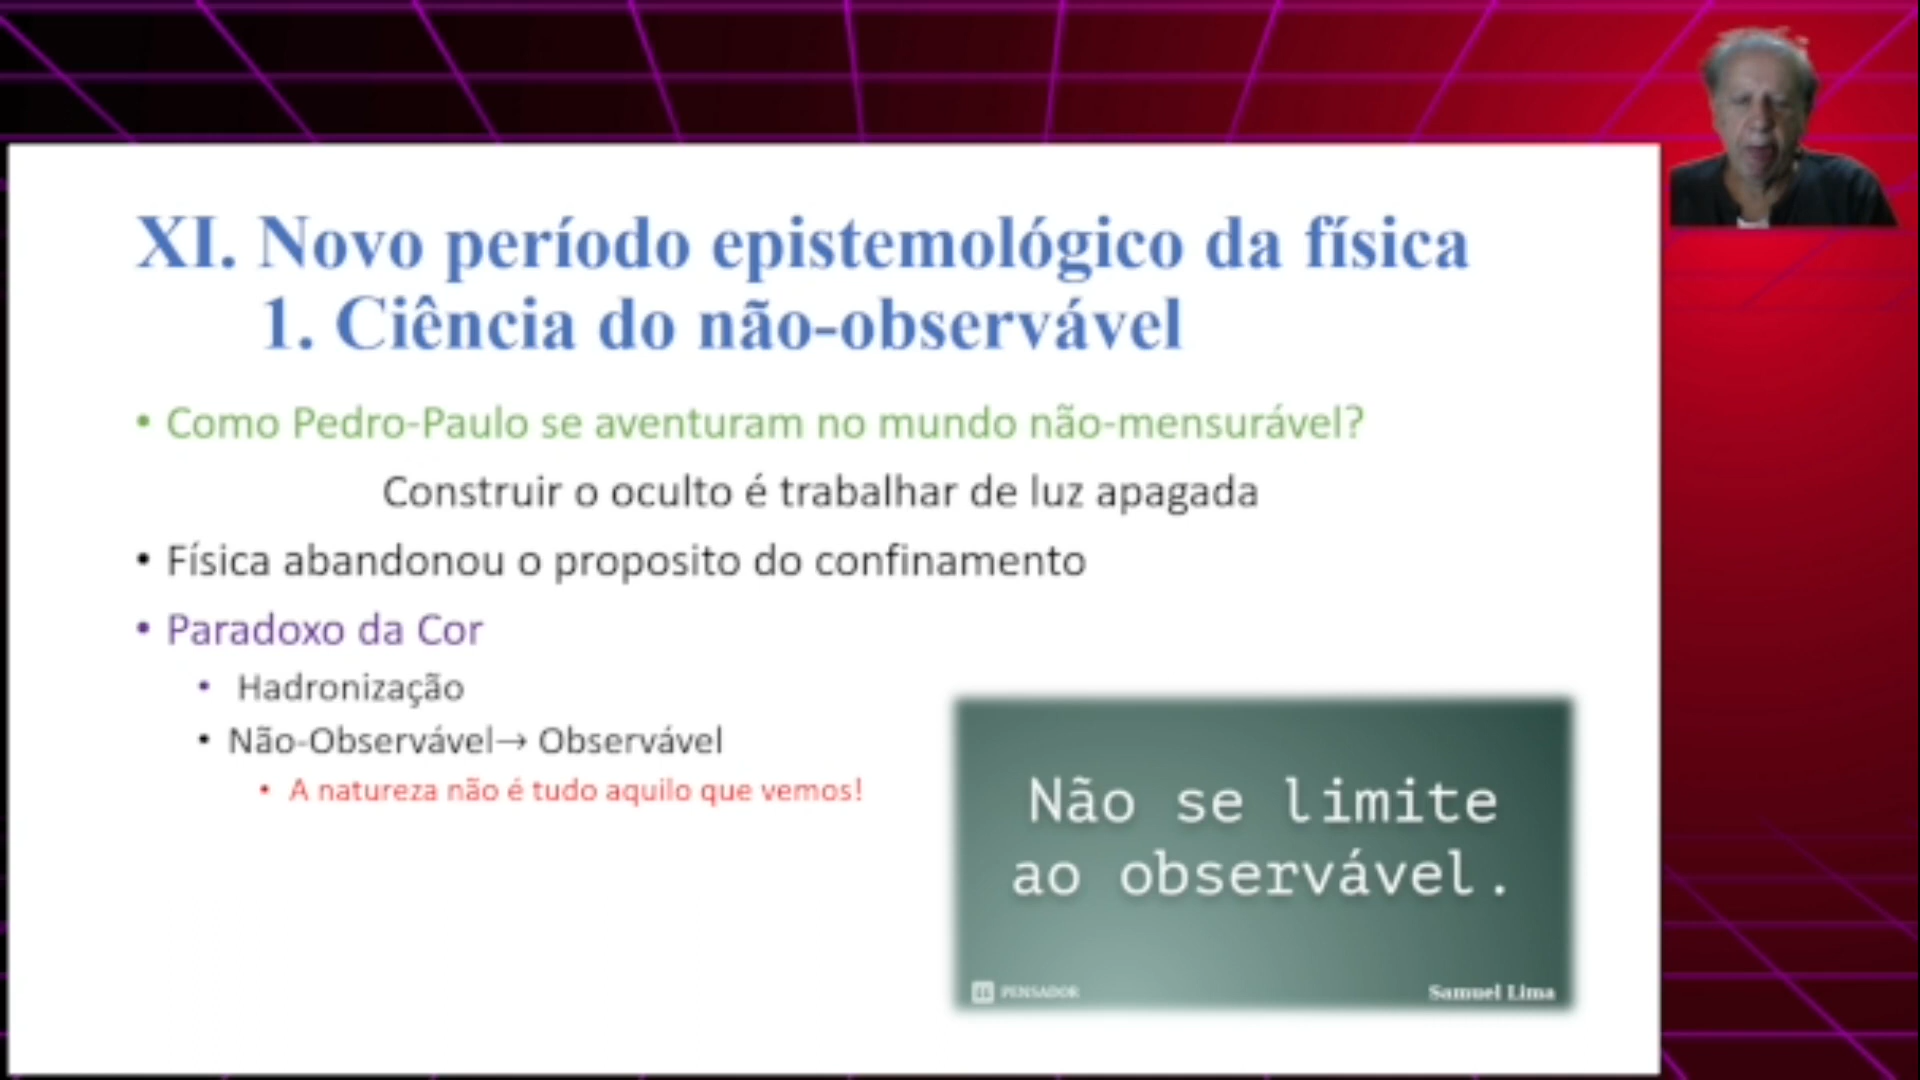 XI. Novo período epistemológico da física
1. Ciência do não-observável
• Como Pedro-Paulo se aventuram no mundo não-mensurável?
Construir o oculto é trabalhar de luz apagada
• Física abandonou o proposito do confinamento
• Paradoxo da Cor
• Hadronização
• Não-Observável→ Observável
• A natureza não é tudo aquilo que vemos!
Não se limite
ao observável.
PENSADOR
Samuel Lima